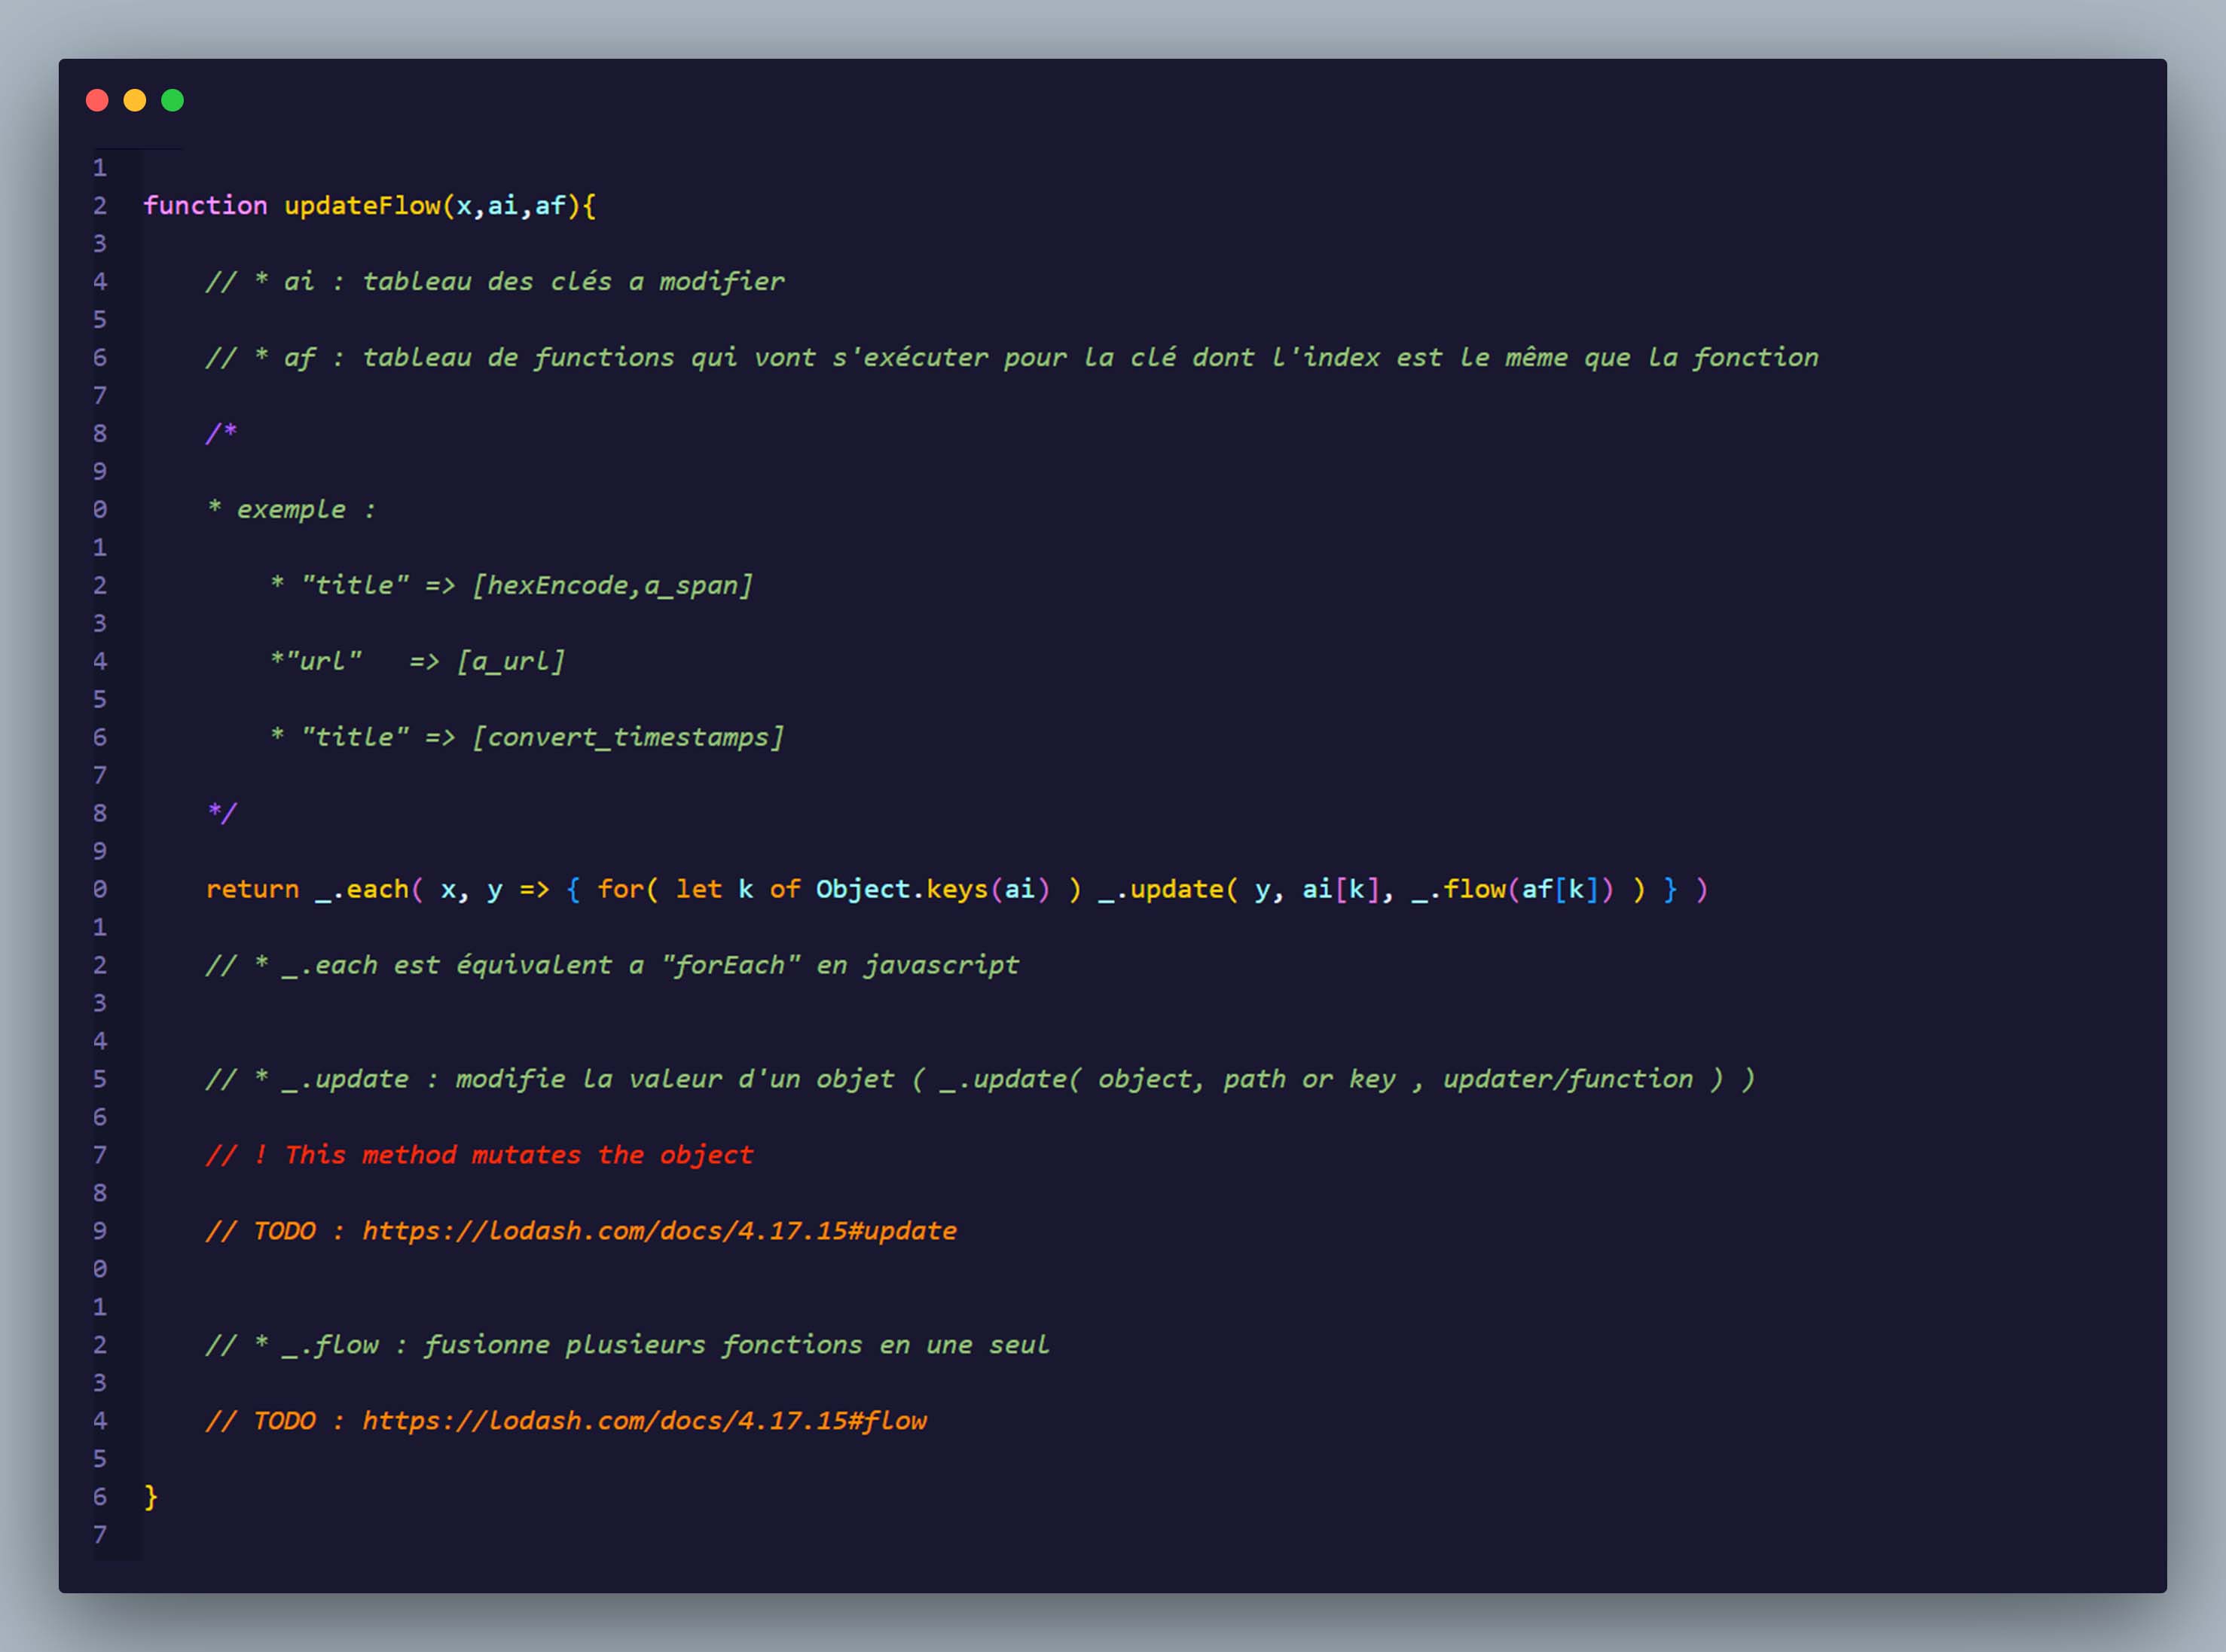 1
2 function updateFlow(x,ai,af){
3
4     // * ai : tableau des clés a modifier
5
6     // * af : tableau de functions qui vont s'exécuter pour la clé dont l'index est le même que la fonction
7
8     /*
9
0     * exemple :
1
2         * "title" => [hexEncode,a_span]
3
4         *"url"   => [a_url]
5
6         * "title" => [convert_timestamps]
7
8     */
9
0     return _.each( x, y => { for( let k of Object.keys(ai) ) _.update( y, ai[k], _.flow(af[k]) ) } )
1
2     // * _.each est équivalent a "forEach" en javascript
3
4
5     // * _.update : modifie la valeur d'un objet ( _.update( object, path or key , updater/function ) )
6
7     // ! This method mutates the object
8
9     // TODO : https://lodash.com/docs/4.17.15#update
0
1
2     // * _.flow : fusionne plusieurs fonctions en une seul
3
4     // TODO : https://lodash.com/docs/4.17.15#flow
5
6 }
7